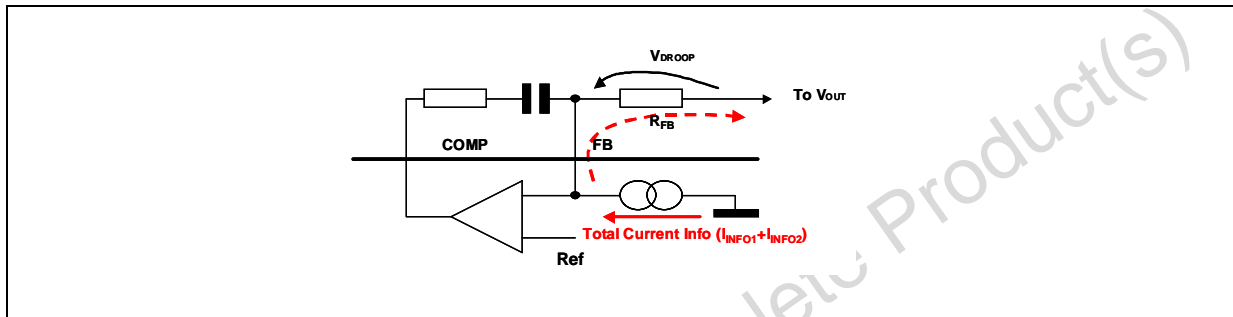 VDROOP
To VOUT
RFB
COMP
FB
Total Current Info (IINFO1+IINFO2)
Ref
lete Product(s)